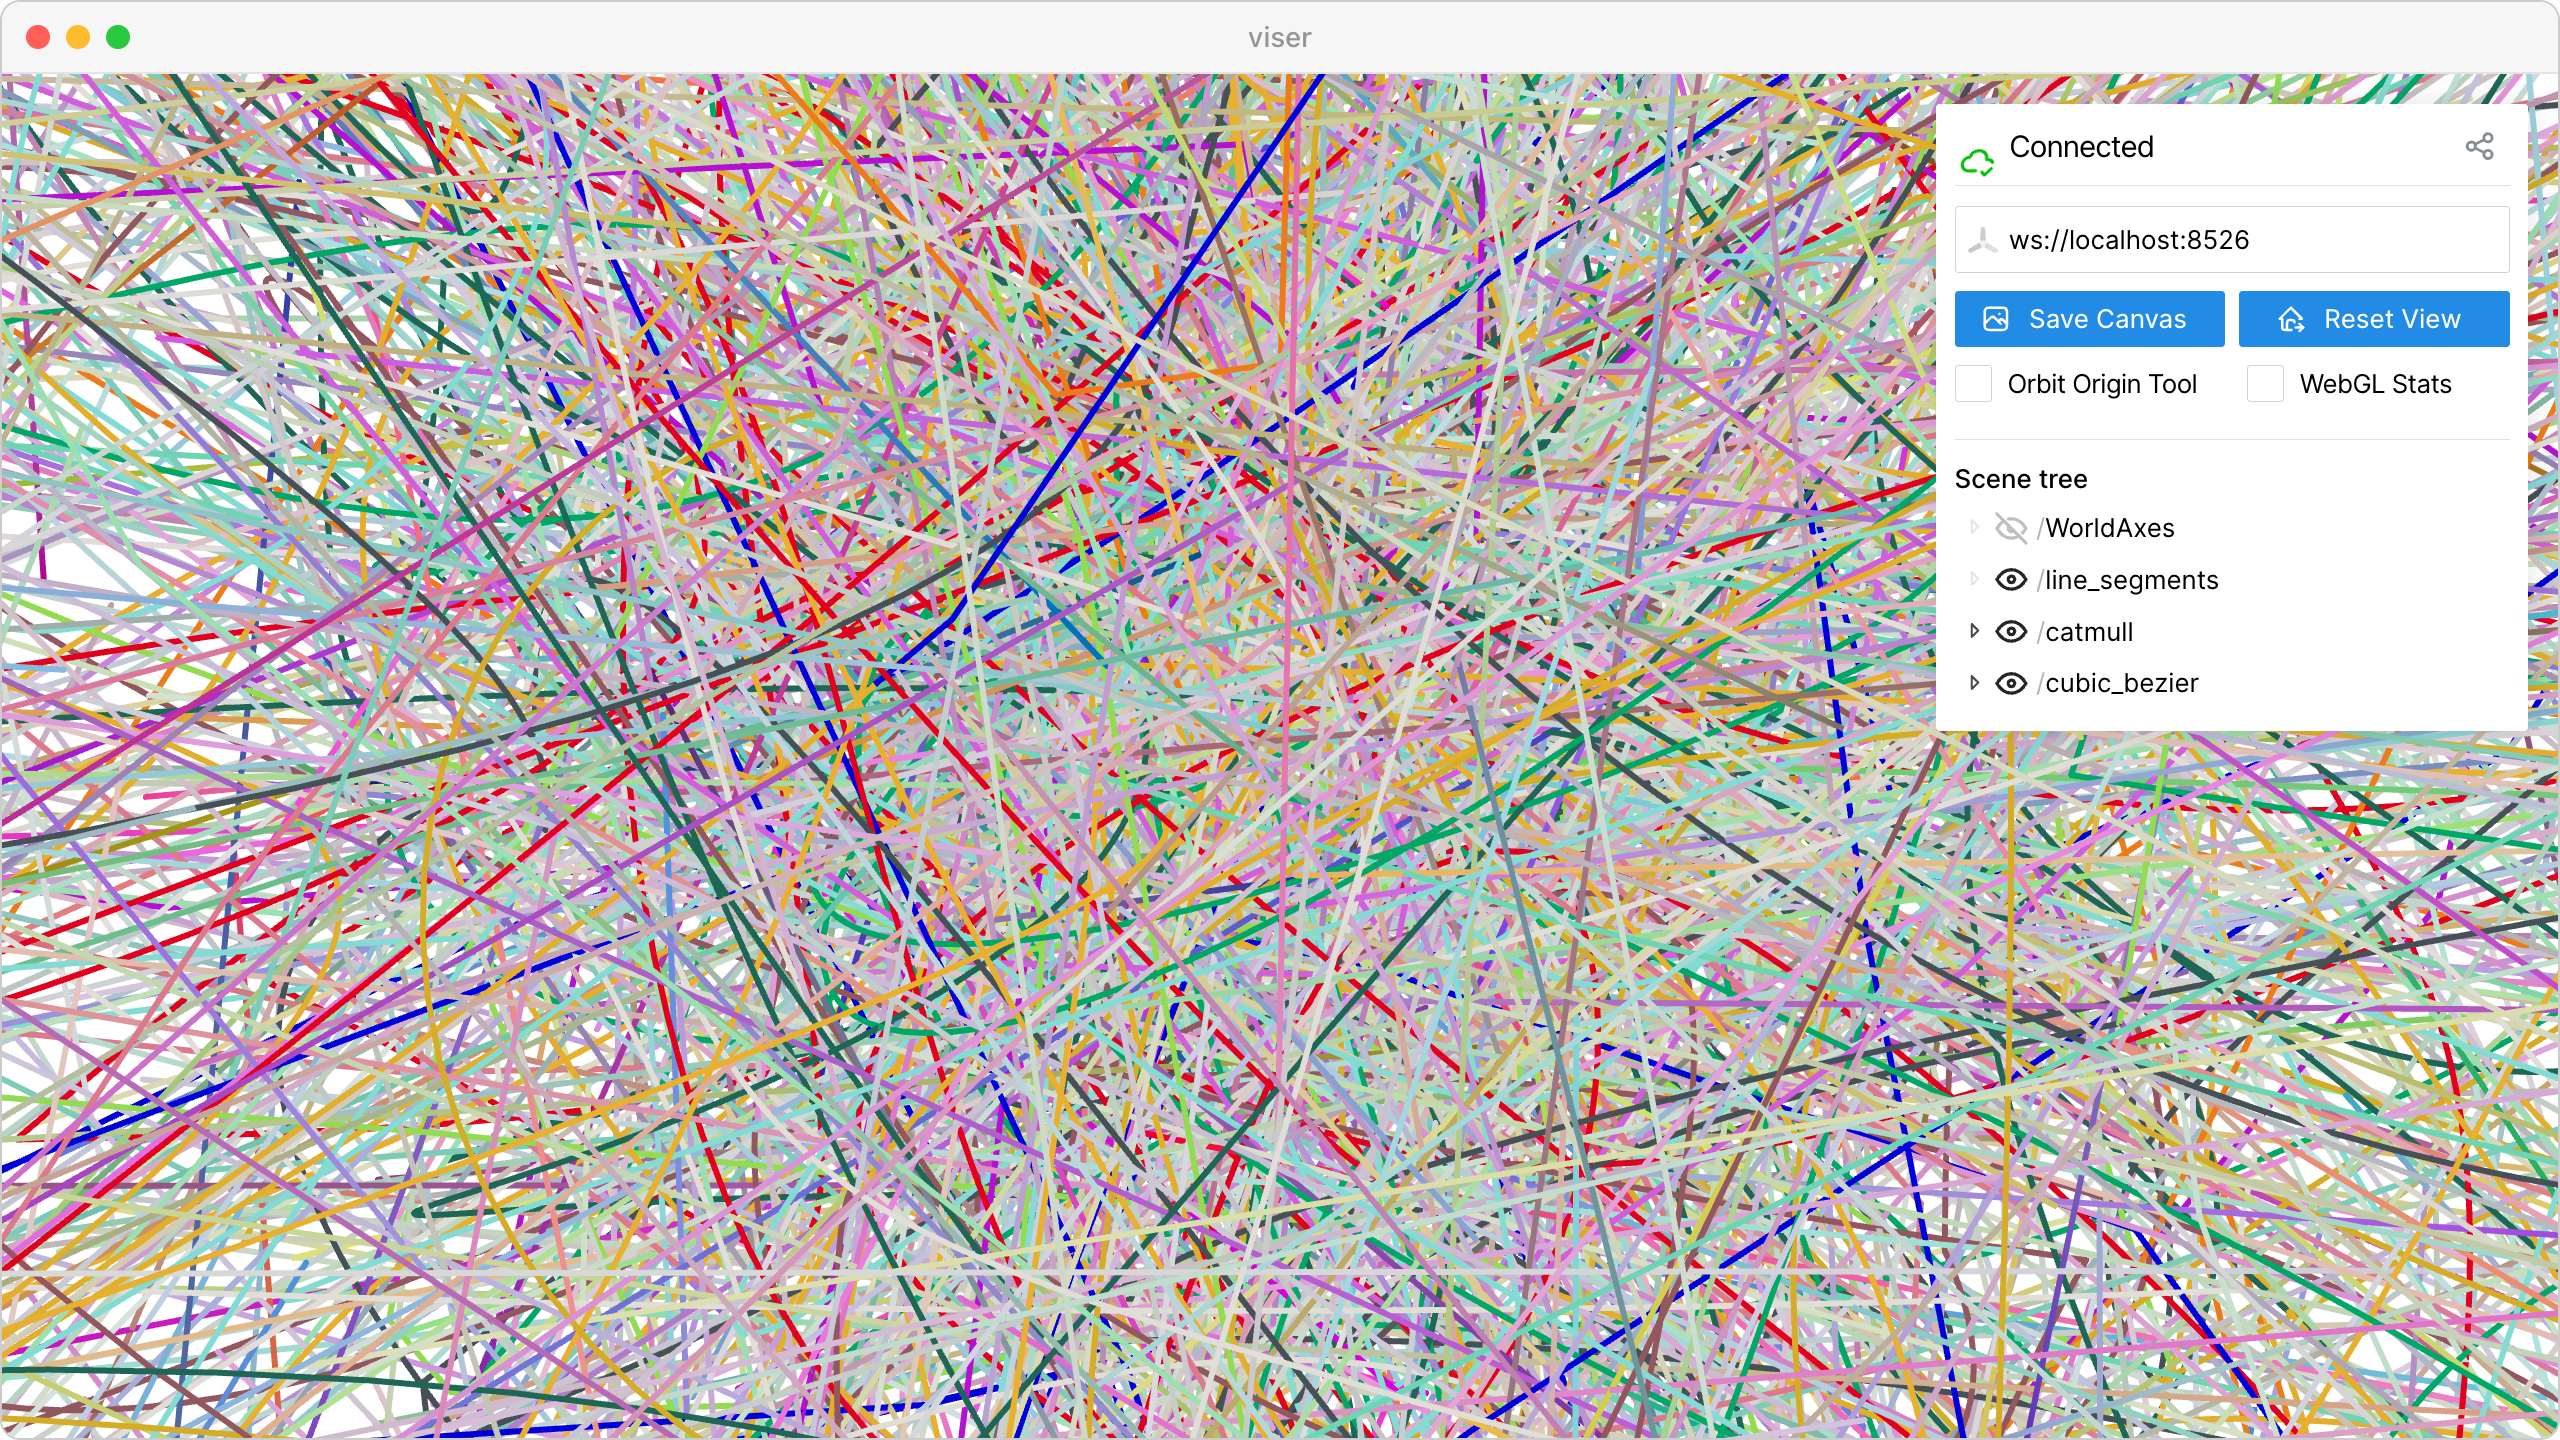 viser
Connected
ws://localhost:8526
Save Canvas Reset View
Orbit Origin Tool WebGL Stats
Scene tree
/WorldAxes
/line_segments
/catmull
/cubic_bezier